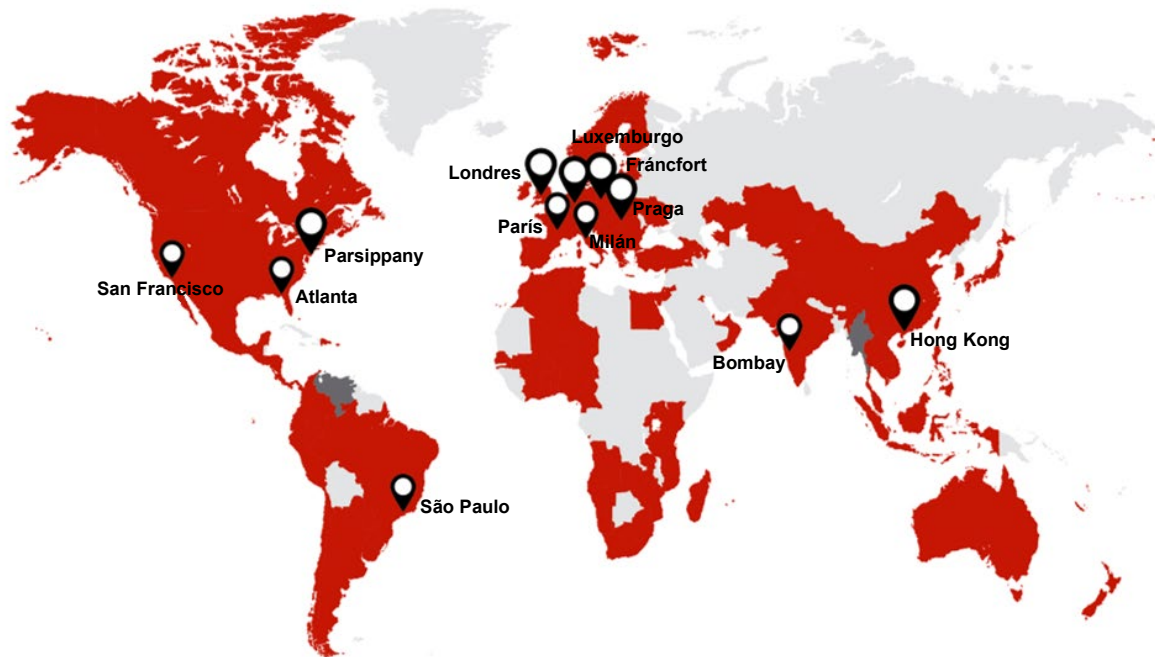 Luxemburgo
Londres
Fráncfort
París
Praga
Milán
Parsippany
San Francisco
Atlanta
Bombay
Hong Kong
São Paulo